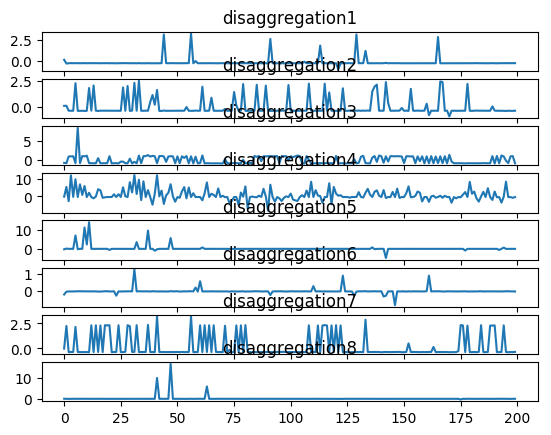 disaggregation1
2.5
0.0
disaggregation2
2.5
0.0
disaggregation3
5
0
disaggregation4
10
0
disaggregation5
10
0
disaggregation6
1
0
disaggregation7
2.5
0.0
disaggregation8
10
0
0 25 50 75 100 125 150 175 200